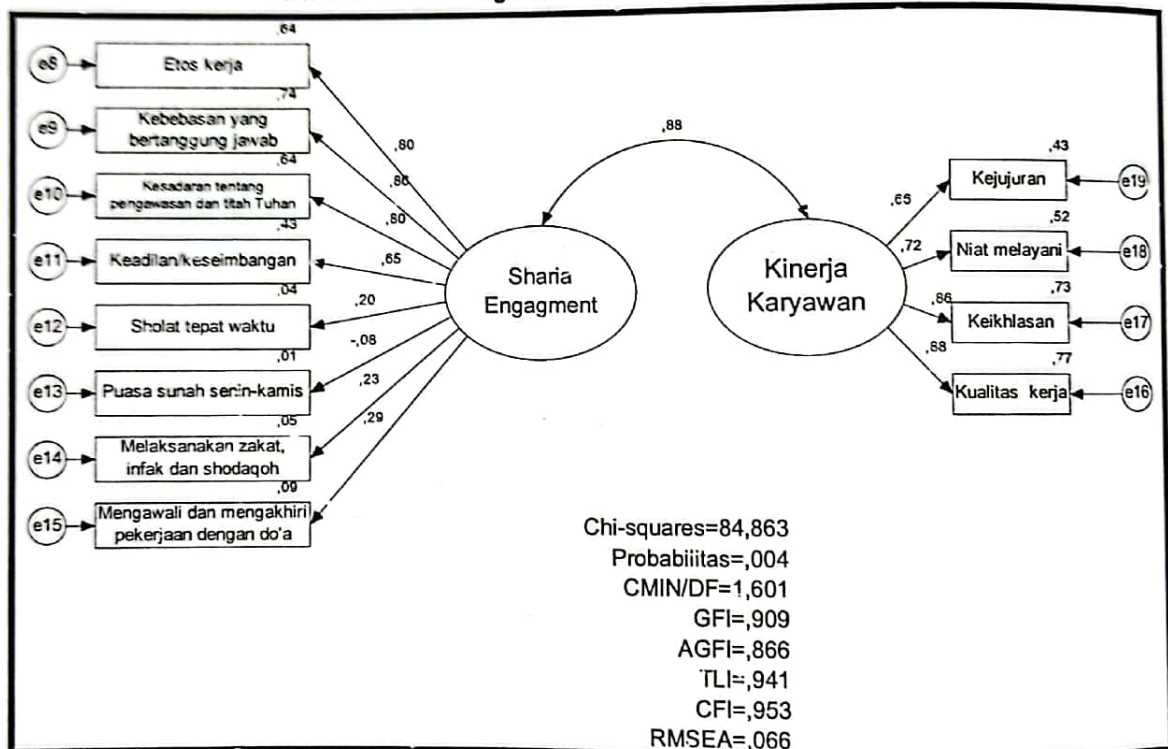 ,64
e8
Etos kerja
,74
e9
Kebebasan yang
bertanggung jawab
,64
e10
Kesadaran tentang
pengawasan dan titah Tuhan
,43
e11
Keadilan/keseimbangan
,04
e12
Sholat tepat waktu
,01
e13
Puasa sunah senin-kamis
,05
e14
Melaksanakan zakat,
infak dan shodaqoh
,09
e15
Mengawali dan mengakhiri
pekerjaan dengan do'a
,80
,86
,80
,65
,20
-,08
,23
,29
Sharia
Engagment
,88
Kinerja
Karyawan
,65
,72
,86
,88
,43
Kejujuran
e19
,52
Niat melayani
e18
,73
Keikhlasan
e17
,77
Kualitas kerja
e16
Chi-squares=84,863
Probabilitas=,004
CMIN/DF=1,601
GFI=,909
AGFI=,866
TLI=,941
CFI=,953
RMSEA=,066